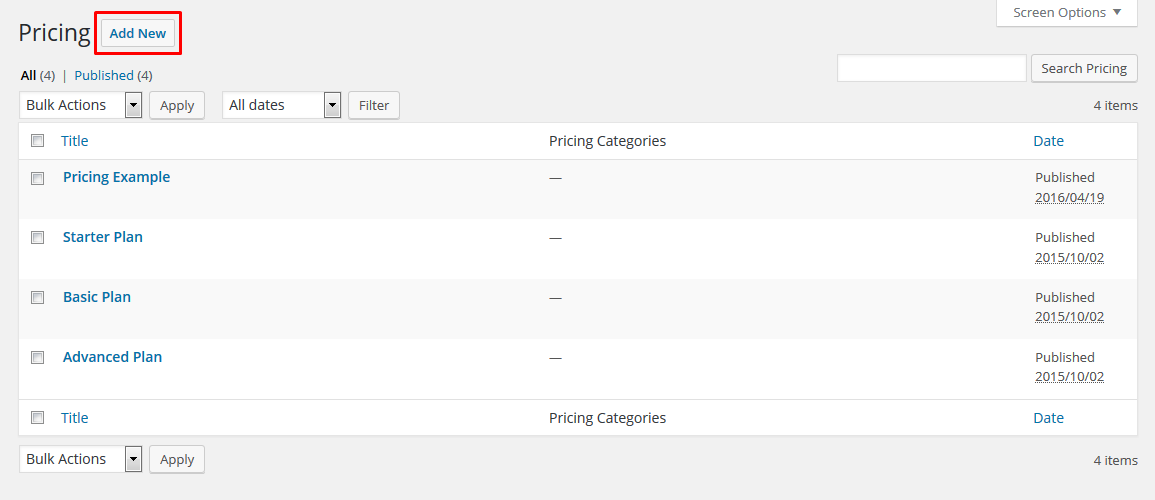 Screen Options
Pricing Add New
All (4) | Published (4)
Search Pricing
Bulk Actions Apply All dates Filter 4 items
Title Pricing Categories Date
Pricing Example — Published
2016/04/19
Starter Plan — Published
2015/10/02
Basic Plan — Published
2015/10/02
Advanced Plan — Published
2015/10/02
Title Pricing Categories Date
Bulk Actions Apply 4 items